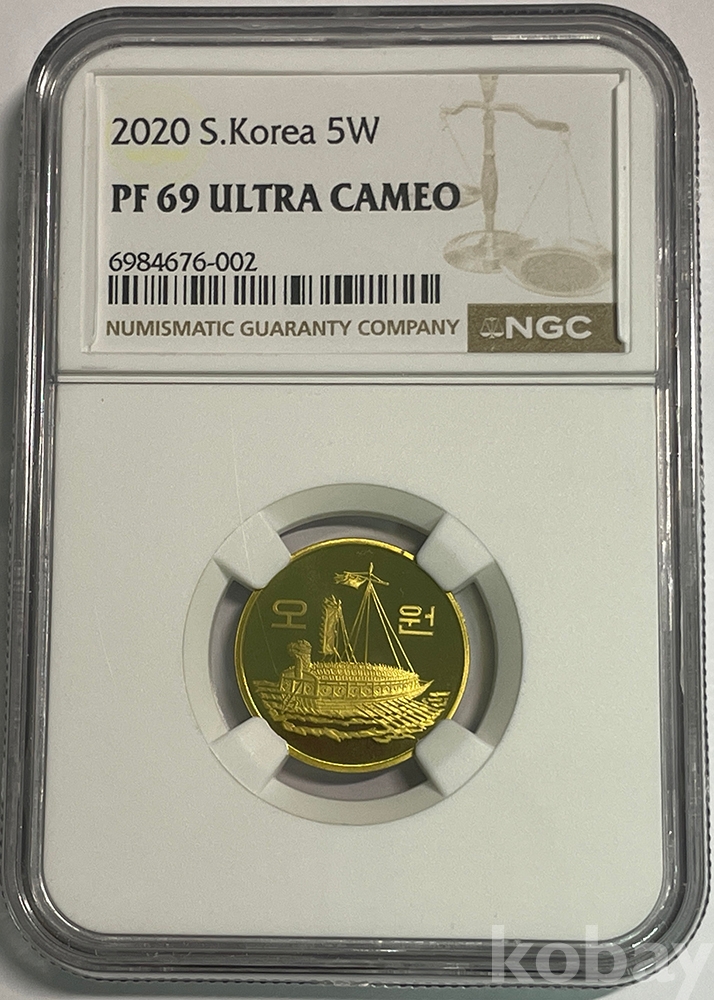 2020 S.Korea 5W
PF 69 ULTRA CAMEO
6984676-002
NUMISMATIC GUARANTY COMPANY
NGC
오 원
kobay